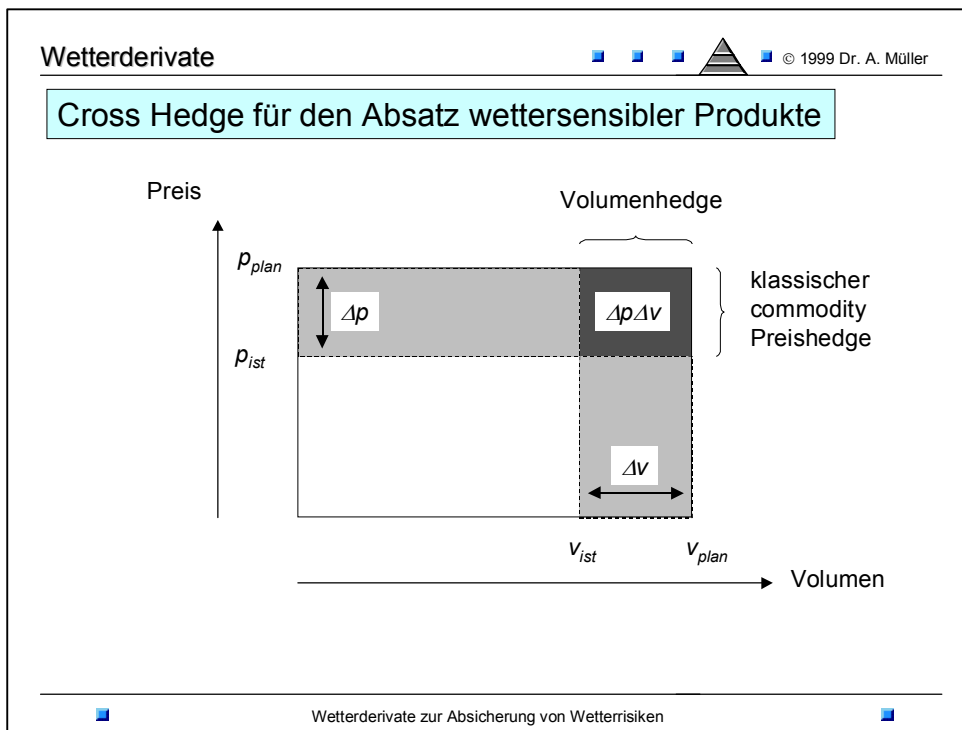 Wetterderivate
© 1999 Dr. A. Müller
Cross Hedge für den Absatz wettersensibler Produkte
Preis
Volumenhedge
p_plan
Δp
ΔpΔv
klassischer
commodity
Preishedge
p_ist
Δv
v_ist
v_plan
Volumen
Wetterderivate zur Absicherung von Wetterrisiken